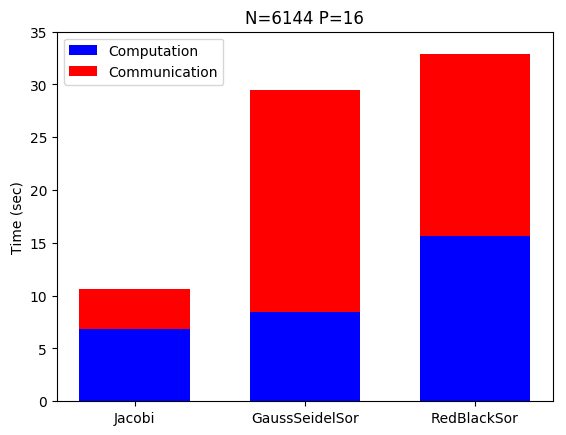 N=6144 P=16
Computation
Communication
Time (sec)
35
30
25
20
15
10
5
0
Jacobi
GaussSeidelSor
RedBlackSor